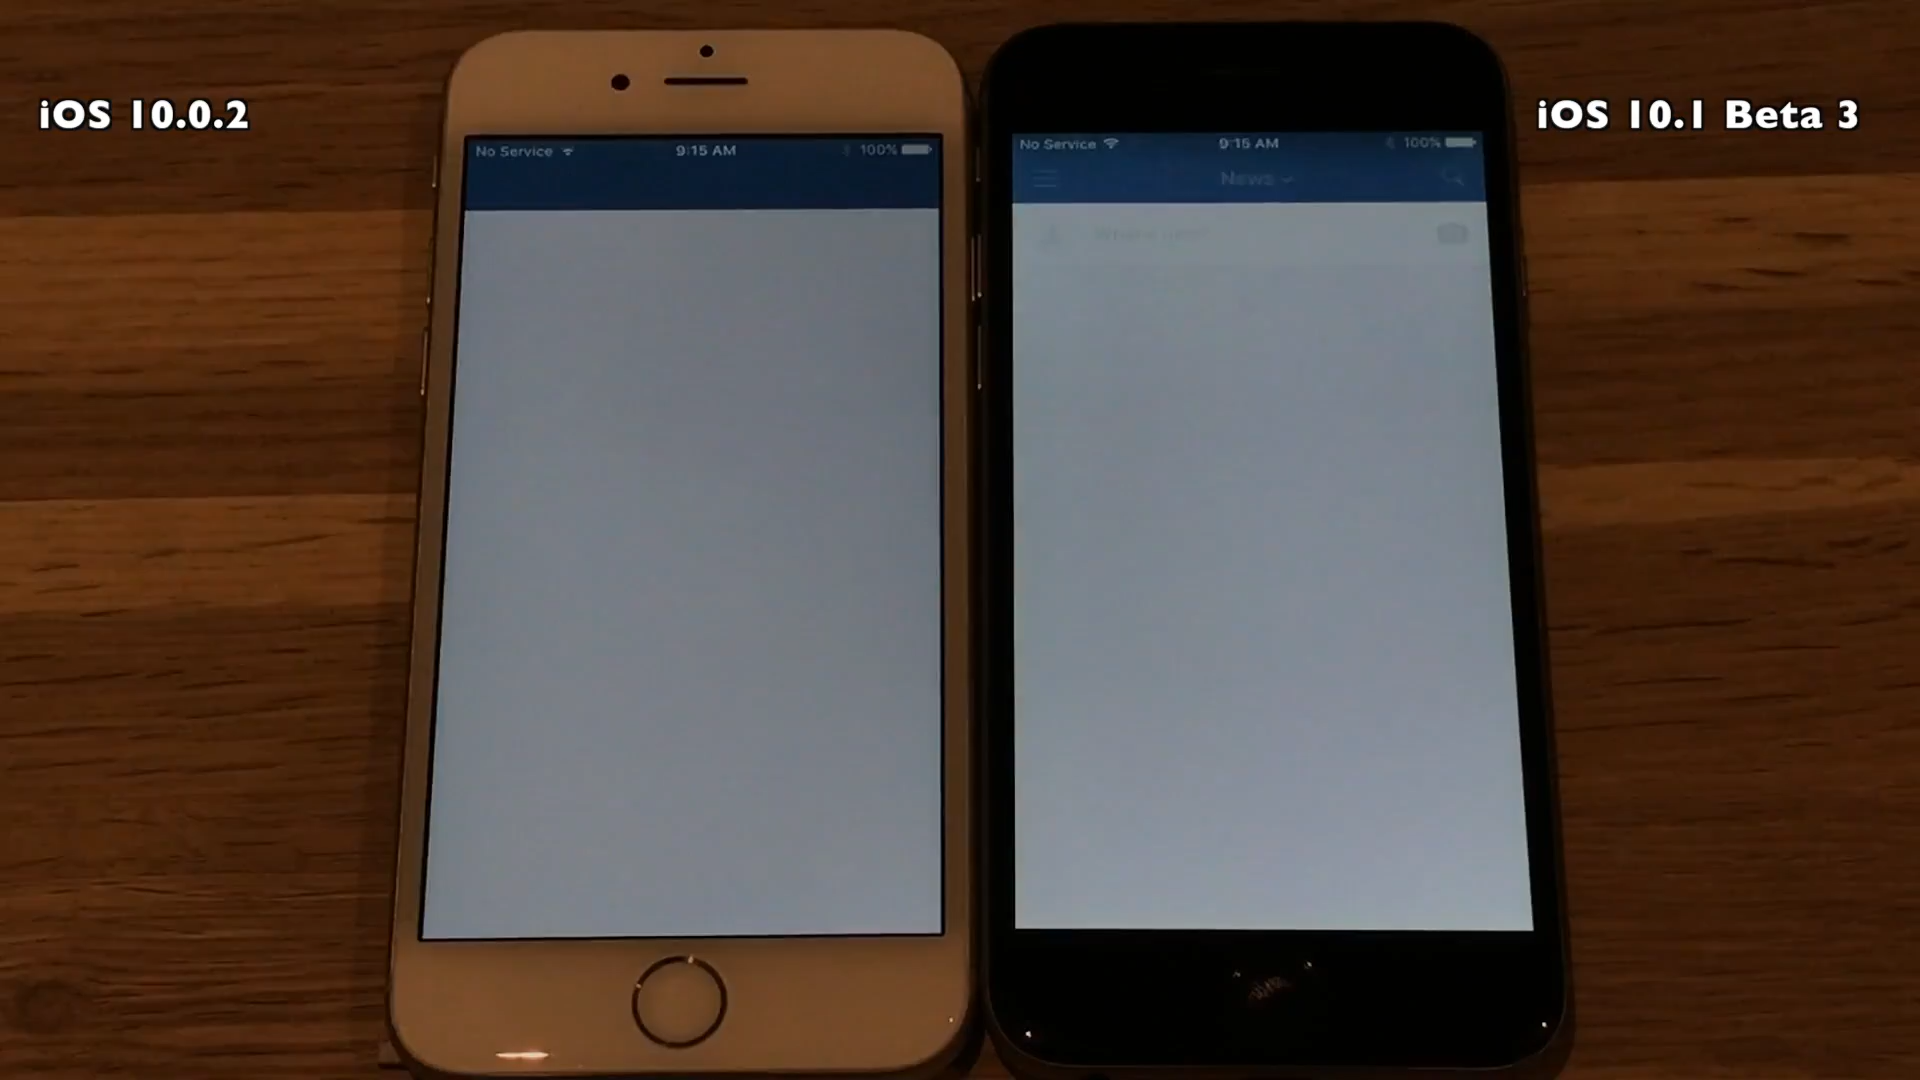 iOS 10.0.2
iOS 10.1 Beta 3
No Service 9:15 AM 100%
No Service 9:15 AM 100%
News